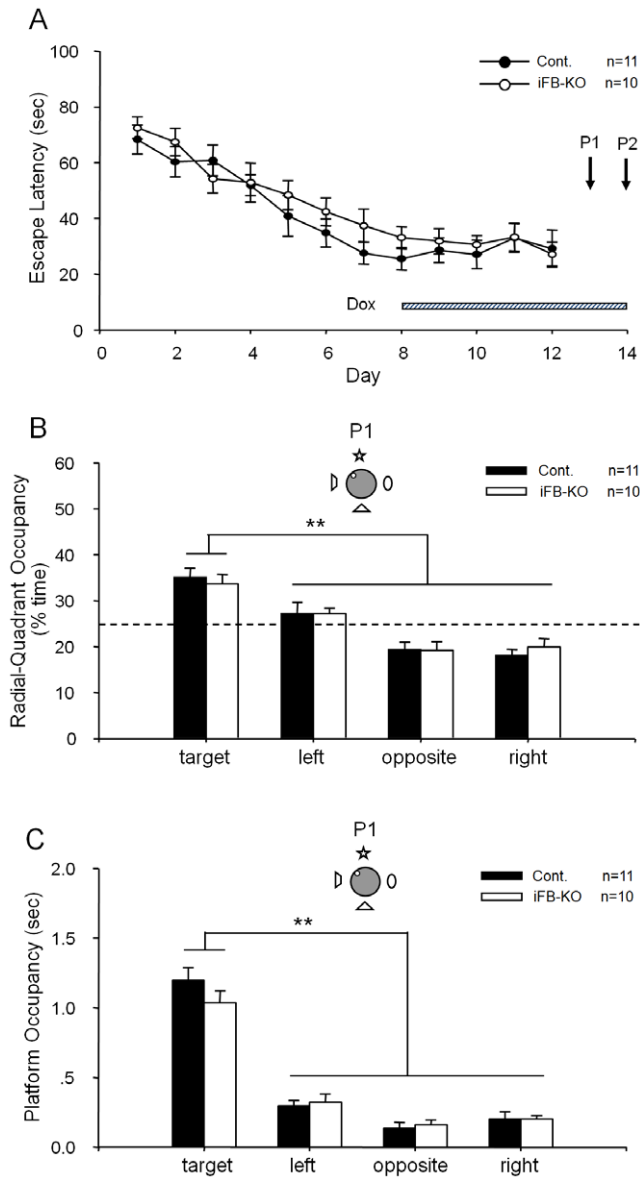 A
Escape Latency (sec)
100
80
60
40
20
0
Cont. n=11
iFB-KO n=10
P1 P2
Dox
0 2 4 6 8 10 12 14
Day
B
P1
Radial-Quadrant Occupancy
(% time)
60
50
40
30
20
10
0
Cont. n=11
iFB-KO n=10
**
target left opposite right
C
P1
Platform Occupancy (sec)
2.0
1.5
1.0
.5
0.0
Cont. n=11
iFB-KO n=10
**
target left opposite right